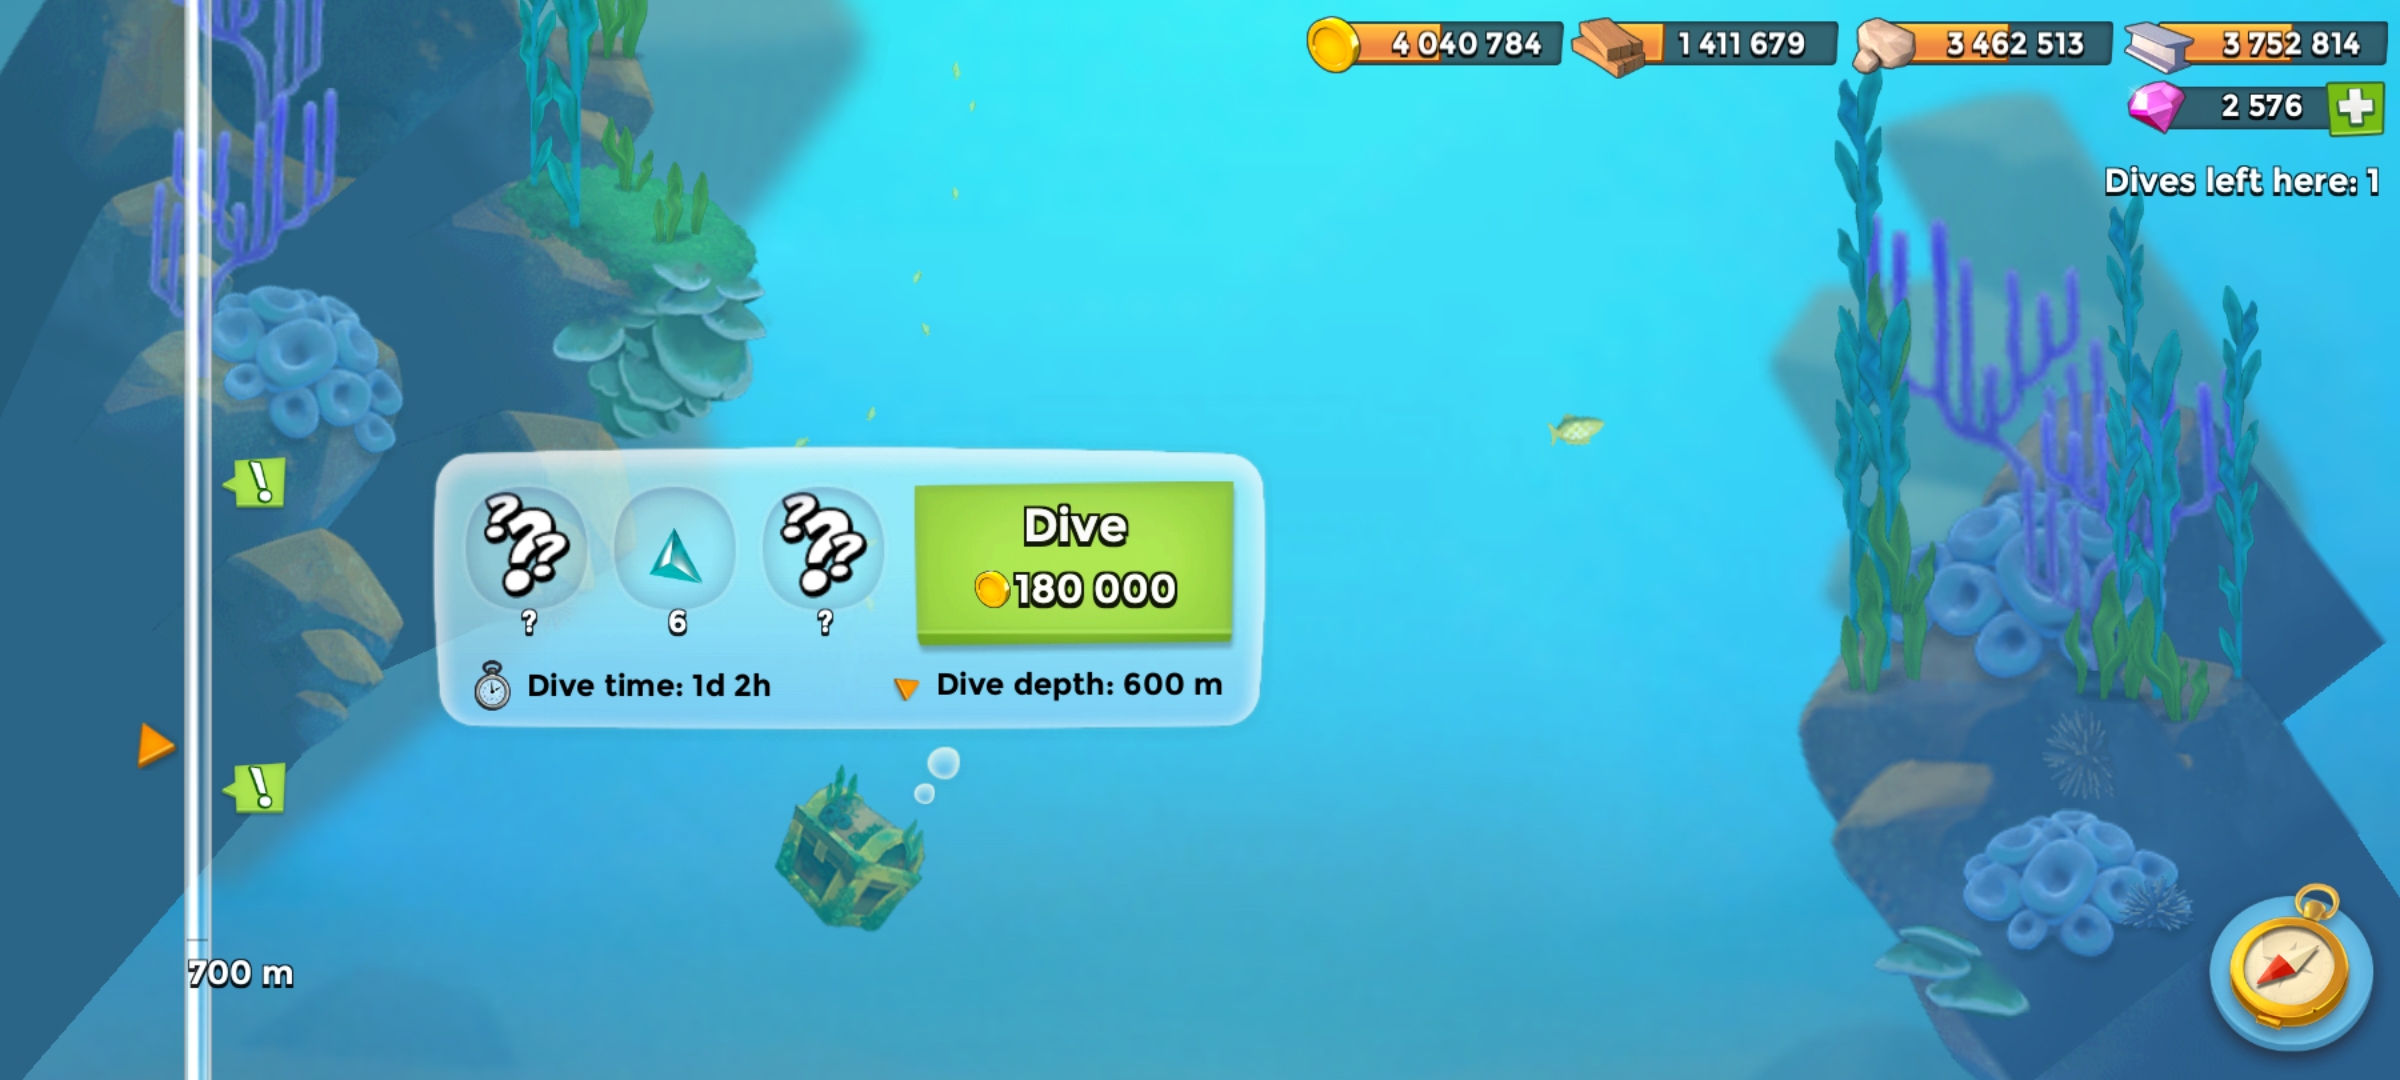 4 040 784
1 411 679
3 462 513
3 752 814
2 576
Dives left here: 1
!
???
?
6
???
?
Dive
180 000
Dive time: 1d 2h
Dive depth: 600 m
!
700 m